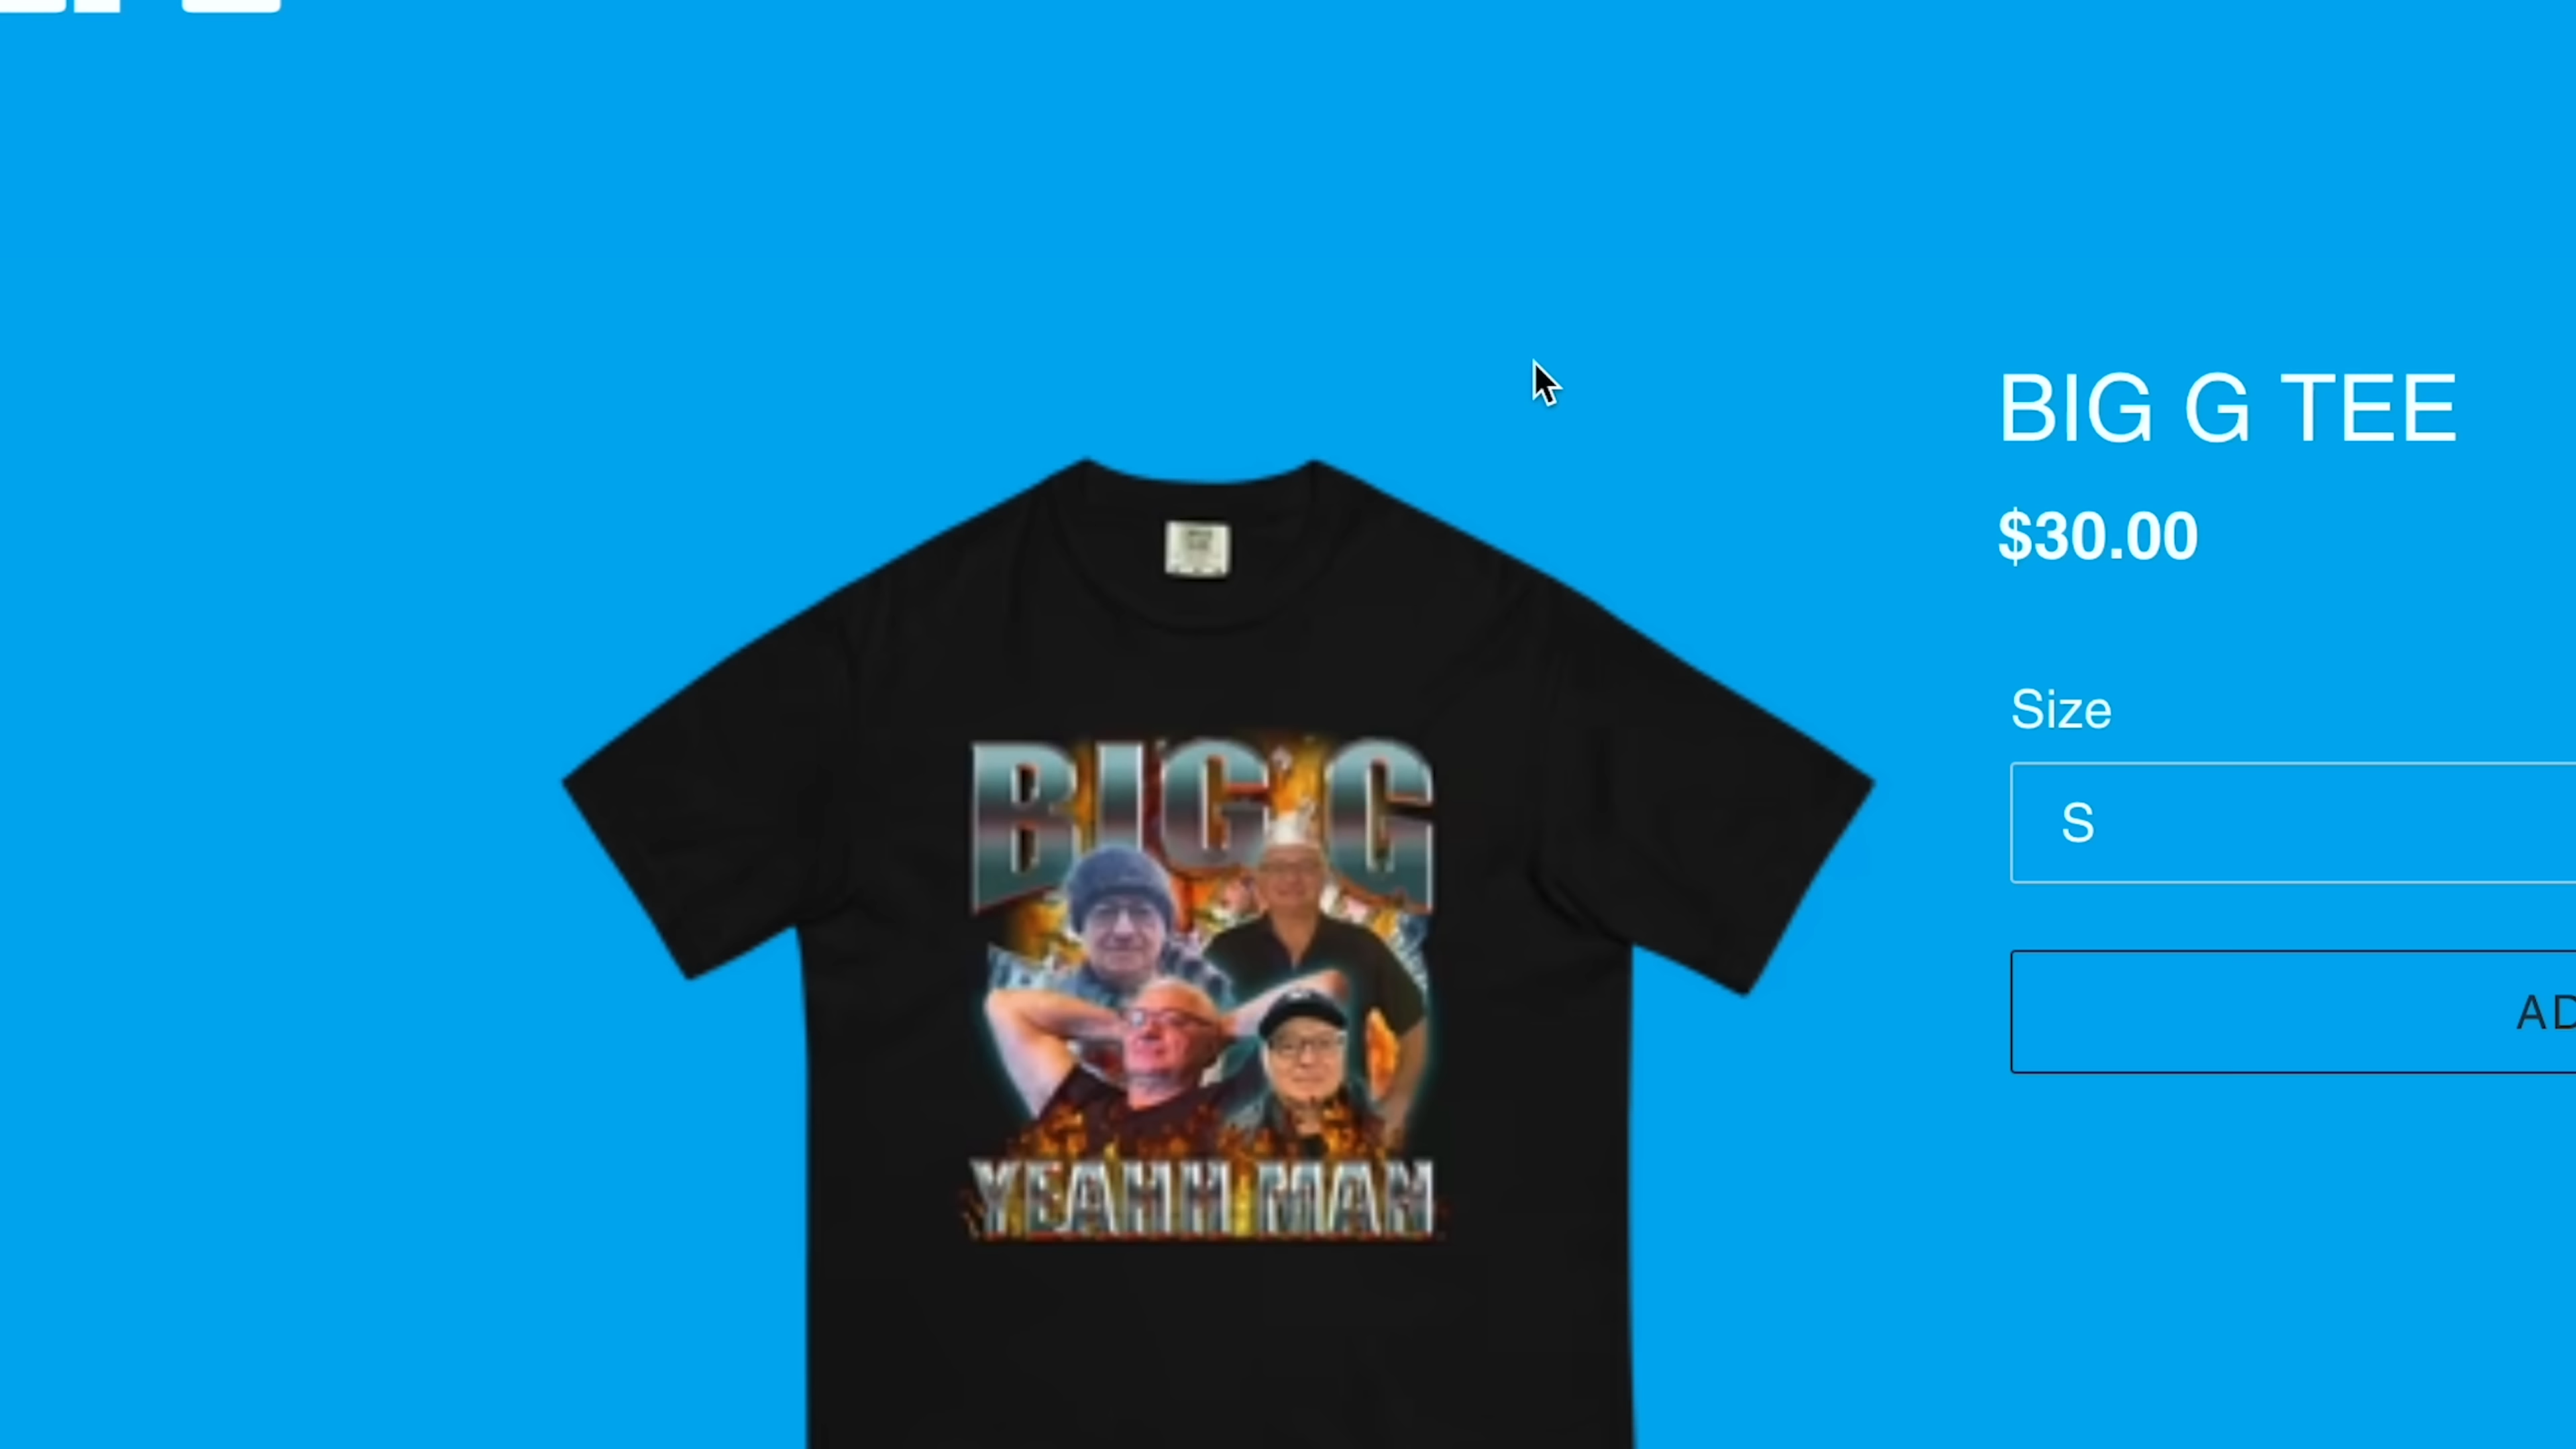 BIG G TEE
$30.00
Size
S
AD
BIG G
YEAHH MAN